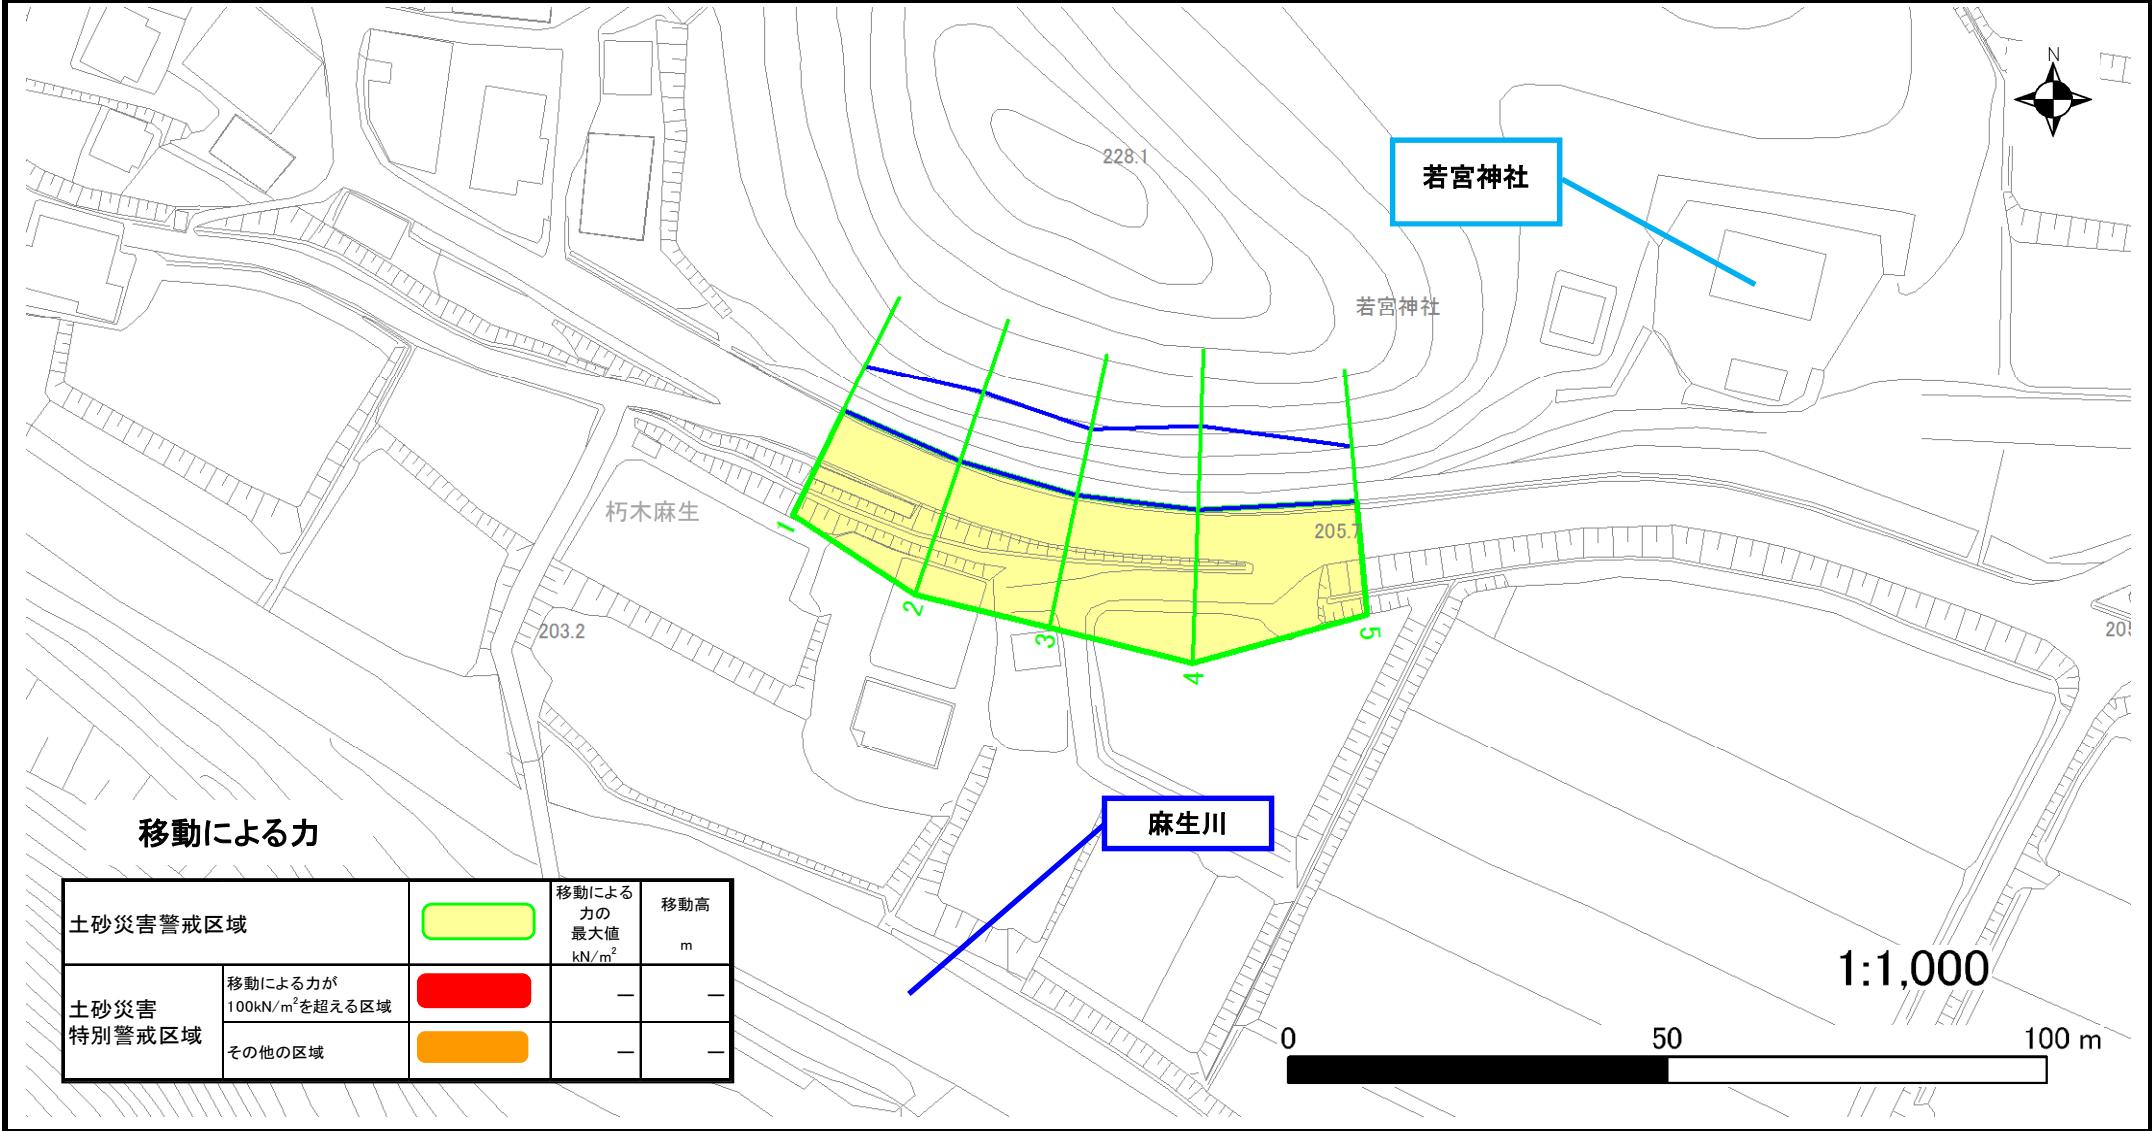 N
228.1
若宮神社
若宮神社
205.7
朽木麻生
1
2
3
4
5
203.2
205
麻生川
移動による力
土砂災害警戒区域
移動による
力の
最大値
kN/m²
移動高
m
土砂災害
特別警戒区域
移動による力が
100kN/m²を超える区域
－
－
その他の区域
－
－
1:1,000
0 50 100 m